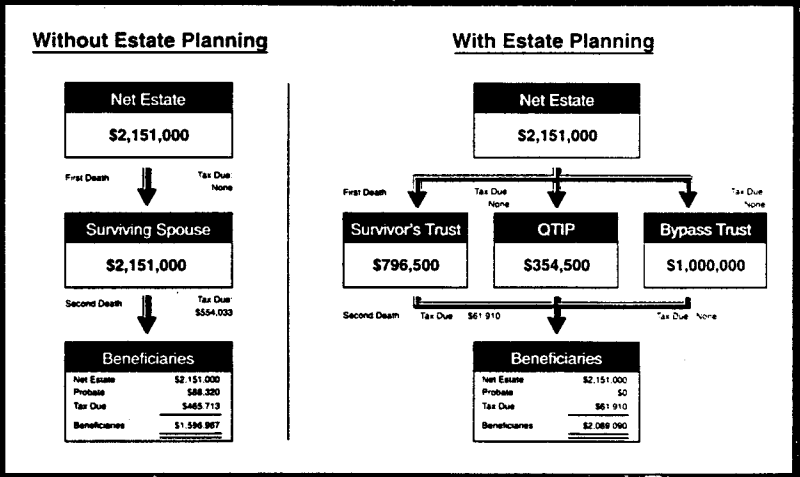 Without Estate Planning
Net Estate
$2,151,000
First Death
Tax Due:
None
Surviving Spouse
$2,151,000
Second Death
Tax Due:
$554,033
Beneficiaries
Net Estate $2,151,000
Probate $88,320
Tax Due $465,713
Beneficiaries $1,596,967
With Estate Planning
Net Estate
$2,151,000
First Death
Tax Due
None
Tax Due
None
Survivor's Trust
$796,500
QTIP
$354,500
Bypass Trust
$1,000,000
Second Death
Tax Due $61,910
Tax Due None
Beneficiaries
Net Estate $2,151,000
Probate $0
Tax Due $61,910
Beneficiaries $2,089,090